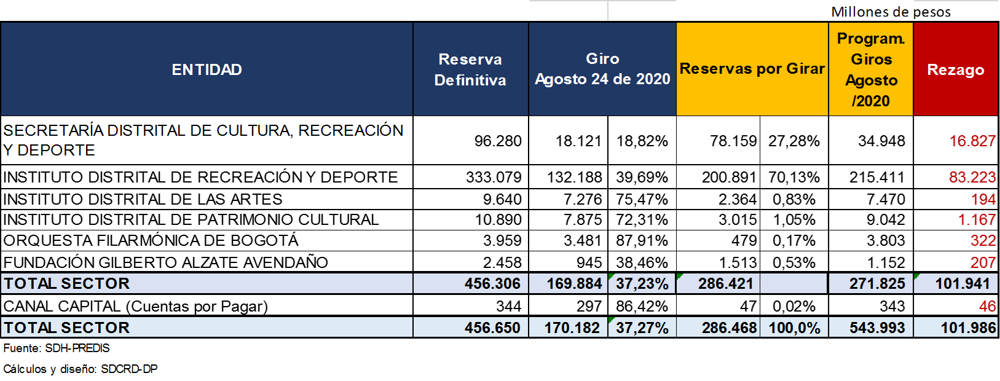 Millones de pesos
ENTIDAD
Reserva
Definitiva
Giro
Agosto 24 de 2020
Reservas por Girar
Program.
Giros
Agosto
/2020
Rezago
SECRETARÍA DISTRITAL DE CULTURA, RECREACIÓN
Y DEPORTE
96.280 18.121 18,82% 78.159 27,28% 34.948 16.827
INSTITUTO DISTRITAL DE RECREACIÓN Y DEPORTE 333.079 132.188 39,69% 200.891 70,13% 215.411 83.223
INSTITUTO DISTRITAL DE LAS ARTES 9.640 7.276 75,47% 2.364 0,83% 7.470 194
INSTITUTO DISTRITAL DE PATRIMONIO CULTURAL 10.890 7.875 72,31% 3.015 1,05% 9.042 1.167
ORQUESTA FILARMÓNICA DE BOGOTÁ 3.959 3.481 87,91% 479 0,17% 3.803 322
FUNDACIÓN GILBERTO ALZATE AVENDAÑO 2.458 945 38,46% 1.513 0,53% 1.152 207
TOTAL SECTOR 456.306 169.884 37,23% 286.421 271.825 101.941
CANAL CAPITAL (Cuentas por Pagar) 344 297 86,42% 47 0,02% 343 46
TOTAL SECTOR 456.650 170.182 37,27% 286.468 100,0% 543.993 101.986
Fuente: SDH-PREDIS
Cálculos y diseño: SDCRD-DP